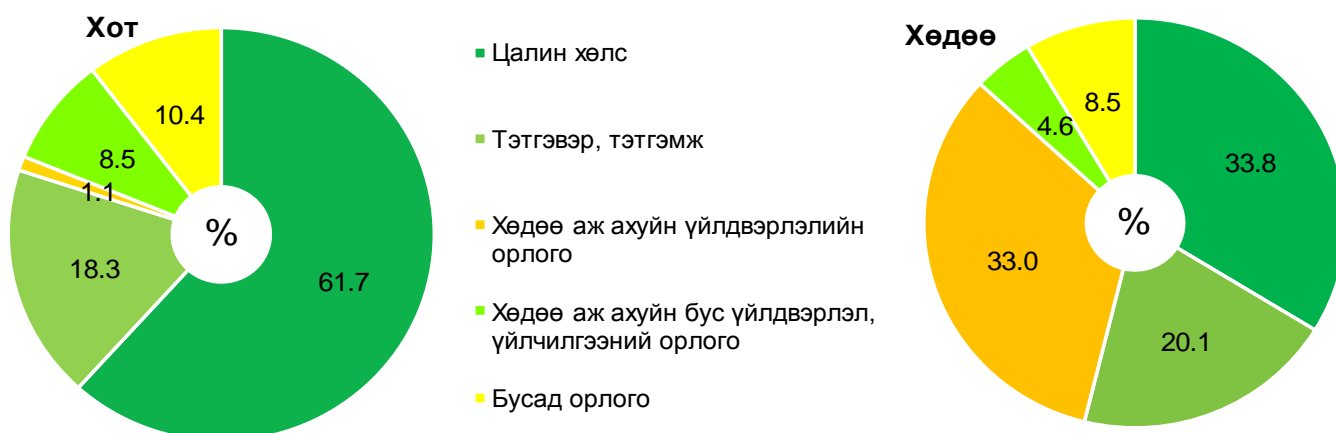 Хот
10.4
8.5
1.1
18.3
61.7
%
Цалин хөлс
Тэтгэвэр, тэтгэмж
Хөдөө аж ахуйн үйлдвэрлэлийн
орлого
Хөдөө аж ахуйн бус үйлдвэрлэл,
үйлчилгээний орлого
Бусад орлого
Хөдөө
8.5
4.6
33.8
33.0
20.1
%